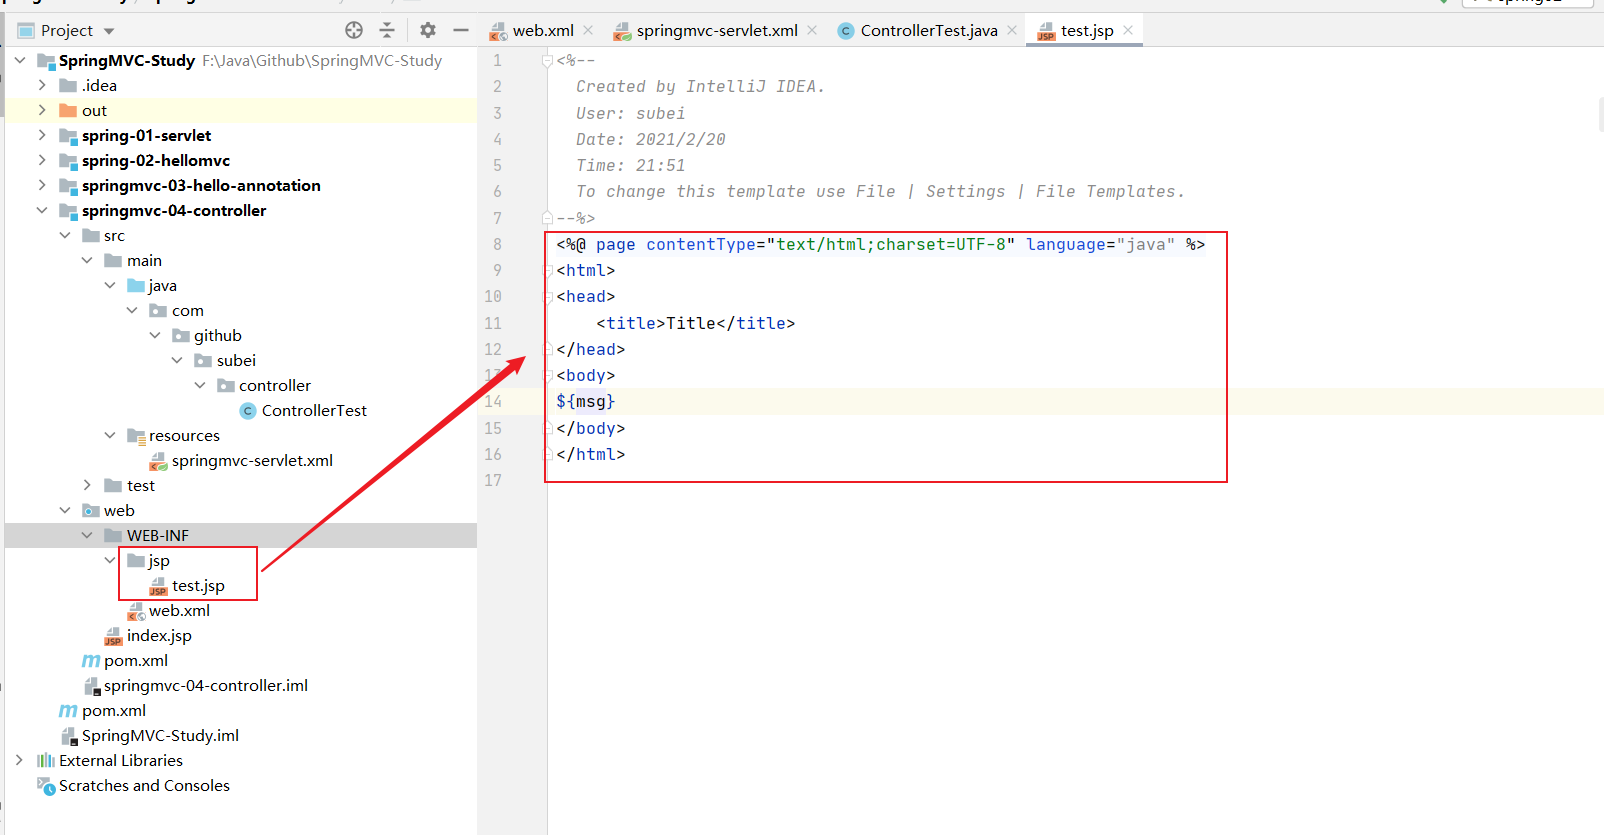 Project
SpringMVC-Study F:\Java\Github\SpringMVC-Study
.idea
out
spring-01-servlet
spring-02-hellomvc
springmvc-03-hello-annotation
springmvc-04-controller
src
main
java
com
github
subei
controller
ControllerTest
resources
springmvc-servlet.xml
test
web
WEB-INF
jsp
test.jsp
web.xml
index.jsp
pom.xml
springmvc-04-controller.iml
pom.xml
SpringMVC-Study.iml
External Libraries
Scratches and Consoles
web.xml springmvc-servlet.xml ControllerTest.java test.jsp
1 <%--
2 Created by IntelliJ IDEA.
3 User: subei
4 Date: 2021/2/20
5 Time: 21:51
6 To change this template use File | Settings | File Templates.
7 --%>
8 <%@ page contentType="text/html;charset=UTF-8" language="java" %>
9 <html>
10 <head>
11 <title>Title</title>
12 </head>
13 <body>
14 ${msg}
15 </body>
16 </html>
17